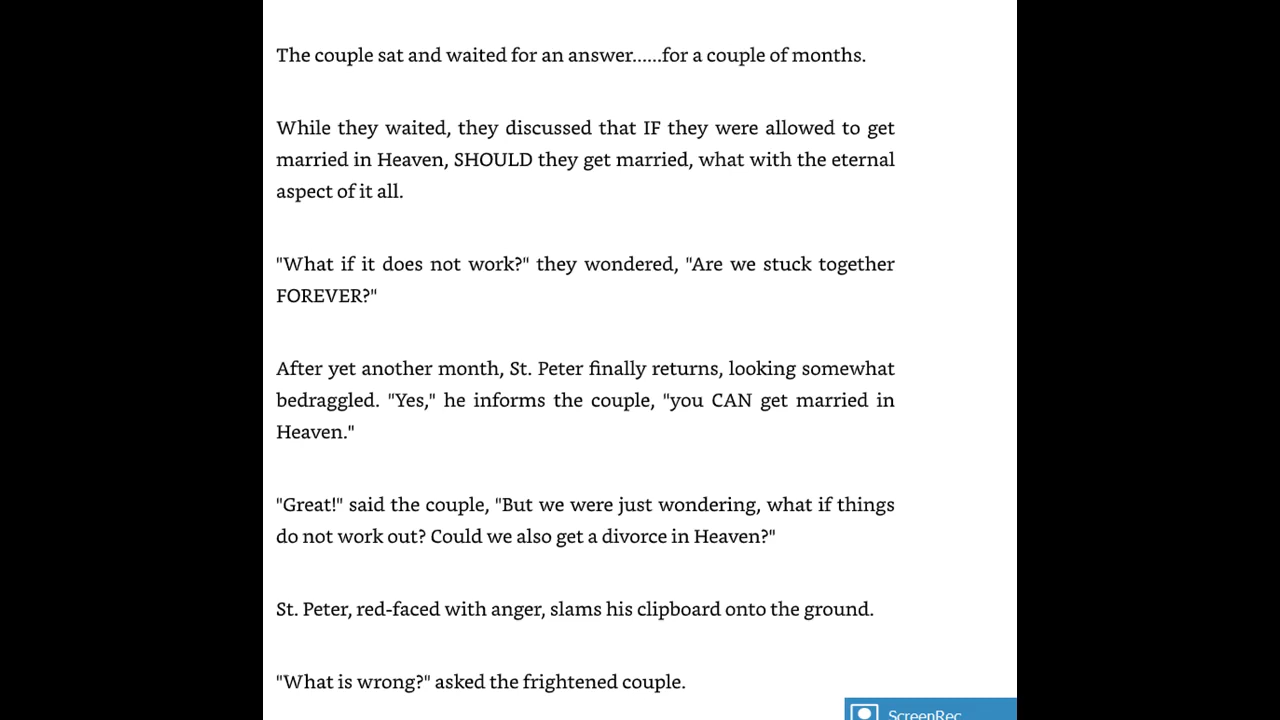 The couple sat and waited for an answer......for a couple of months.
While they waited, they discussed that IF they were allowed to get
married in Heaven, SHOULD they get married, what with the eternal
aspect of it all.
"What if it does not work?" they wondered, "Are we stuck together
FOREVER?"
After yet another month, St. Peter finally returns, looking somewhat
bedraggled. "Yes," he informs the couple, "you CAN get married in
Heaven."
"Great!" said the couple, "But we were just wondering, what if things
do not work out? Could we also get a divorce in Heaven?"
St. Peter, red-faced with anger, slams his clipboard onto the ground.
"What is wrong?" asked the frightened couple.
ScreenRec